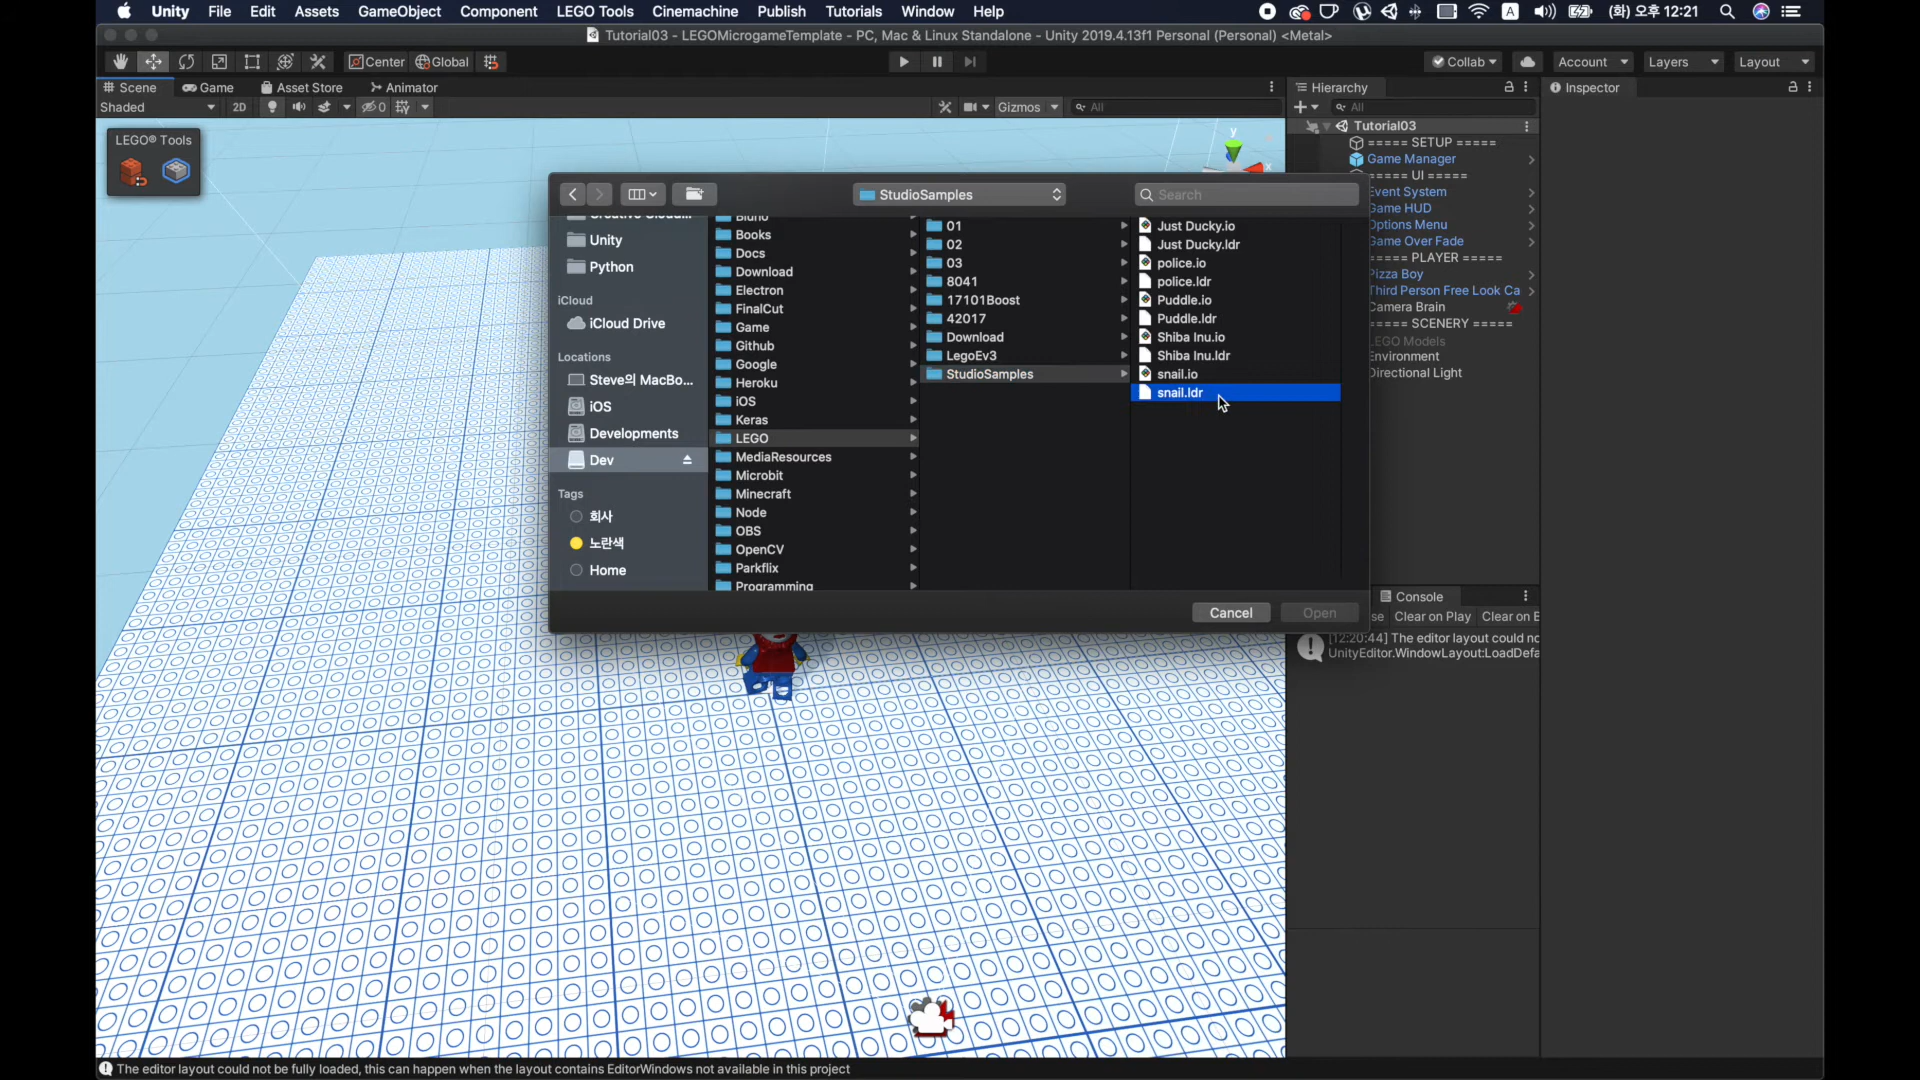 Unity File Edit Assets GameObject Component LEGO Tools Cinemachine Publish Tutorials Window Help A (화) 오후 12:21
Tutorial03 - LEGOMicrogameTemplate - PC, Mac & Linux Standalone - Unity 2019.4.13f1 Personal (Personal) <Metal>
Center Global Collab Account Layers Layout
Scene Game Asset Store Animator Hierarchy Inspector
Shaded 2D 0 Gizmos All All
LEGO® Tools
y
x
Tutorial03
===== SETUP =====
Game Manager
===== UI =====
Event System
Game HUD
Options Menu
Game Over Fade
===== PLAYER =====
Pizza Boy
Third Person Free Look Ca
Camera Brain
===== SCENERY =====
LEGO Models
Environment
Directional Light
StudioSamples Search
Unity
Python
iCloud
iCloud Drive
Locations
Steve의 MacBo...
iOS
Developments
Dev
Tags
회사
노란색
Home
Books
Docs
Download
Electron
FinalCut
Game
Github
Google
Heroku
iOS
Keras
LEGO
MediaResources
Microbit
Minecraft
Node
OBS
OpenCV
Parkflix
Programming
01
02
03
8041
17101Boost
42017
Download
LegoEv3
StudioSamples
Just Ducky.io
Just Ducky.ldr
police.io
police.ldr
Puddle.io
Puddle.ldr
Shiba Inu.io
Shiba Inu.ldr
snail.io
snail.ldr
Cancel Open
Console
se Clear on Play Clear on E
[12:20:44] The editor layout could no
UnityEditor.WindowLayout:LoadDefa
The editor layout could not be fully loaded, this can happen when the layout contains EditorWindows not available in this project